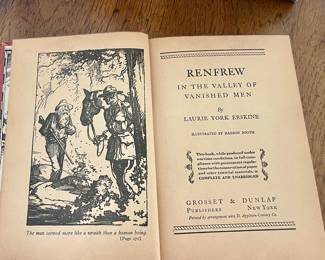 The man seemed more like a wraith than a human being.
[Page 171]
RENFREW
IN THE VALLEY OF
VANISHED MEN
By
LAURIE YORK ERSKINE
ILLUSTRATED BY HANSON BOOTH
This book, while produced under
wartime conditions, in full com-
pliance with government regula-
tions for the conservation of paper
and other essential materials, is
COMPLETE AND UNABRIDGED
GROSSET & DUNLAP
PUBLISHERS NEW YORK
Printed by arrangement with D. Appleton-Century Co.